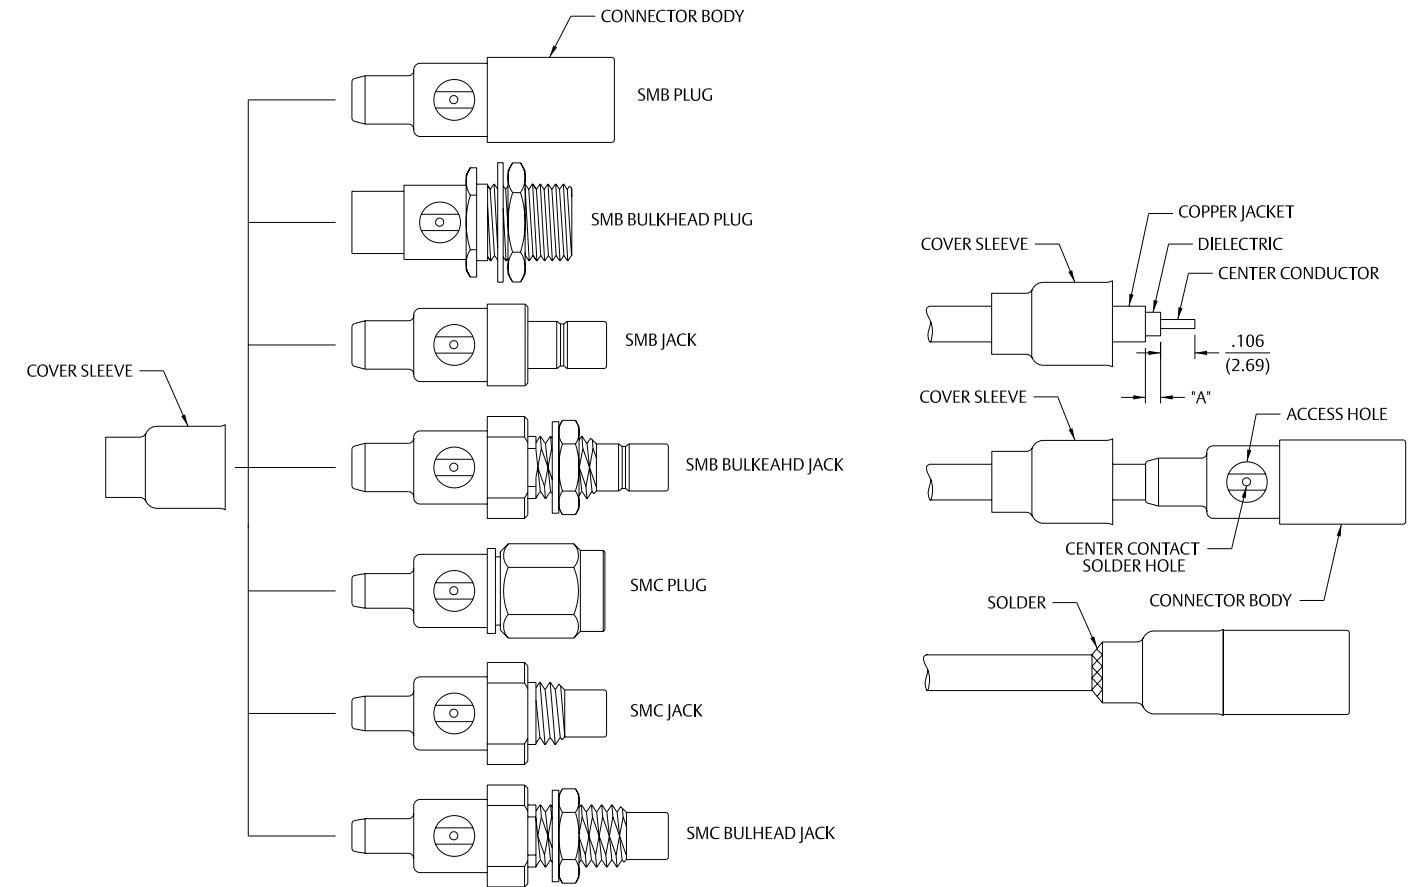 CONNECTOR BODY
SMB PLUG
SMB BULKHEAD PLUG
SMB JACK
COVER SLEEVE
SMB BULKEAHD JACK
SMC PLUG
SMC JACK
SMC BULHEAD JACK
COPPER JACKET
COVER SLEEVE
DIELECTRIC
CENTER CONDUCTOR
.106
(2.69)
"A"
COVER SLEEVE
ACCESS HOLE
CENTER CONTACT
SOLDER HOLE
CONNECTOR BODY
SOLDER